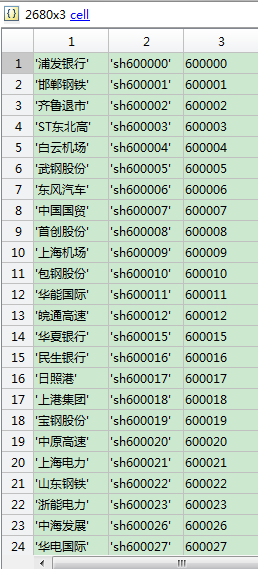 2680x3 cell
1 2 3
1 '浦发银行' 'sh600000' 600000
2 '邯郸钢铁' 'sh600001' 600001
3 '齐鲁退市' 'sh600002' 600002
4 'ST东北高' 'sh600003' 600003
5 '白云机场' 'sh600004' 600004
6 '武钢股份' 'sh600005' 600005
7 '东风汽车' 'sh600006' 600006
8 '中国国贸' 'sh600007' 600007
9 '首创股份' 'sh600008' 600008
10 '上海机场' 'sh600009' 600009
11 '包钢股份' 'sh600010' 600010
12 '华能国际' 'sh600011' 600011
13 '皖通高速' 'sh600012' 600012
14 '华夏银行' 'sh600015' 600015
15 '民生银行' 'sh600016' 600016
16 '日照港' 'sh600017' 600017
17 '上港集团' 'sh600018' 600018
18 '宝钢股份' 'sh600019' 600019
19 '中原高速' 'sh600020' 600020
20 '上海电力' 'sh600021' 600021
21 '山东钢铁' 'sh600022' 600022
22 '浙能电力' 'sh600023' 600023
23 '中海发展' 'sh600026' 600026
24 '华电国际' 'sh600027' 600027